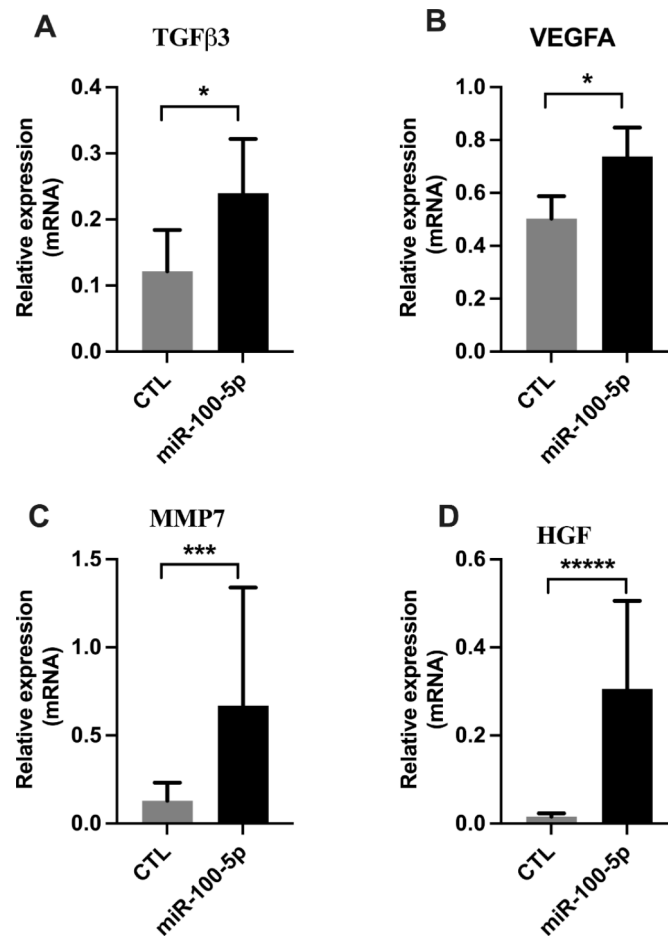 A
TGFβ3
Relative expression
(mRNA)
0.4
0.3
0.2
0.1
0.0
*
CTL
miR-100-5p
B
VEGFA
Relative expression
(mRNA)
1.0
0.8
0.6
0.4
0.2
0.0
*
CTL
miR-100-5p
C
MMP7
Relative expression
(mRNA)
1.5
1.0
0.5
0.0
***
CTL
miR-100-5p
D
HGF
Relative expression
(mRNA)
0.6
0.4
0.2
0.0
*****
CTL
miR-100-5p